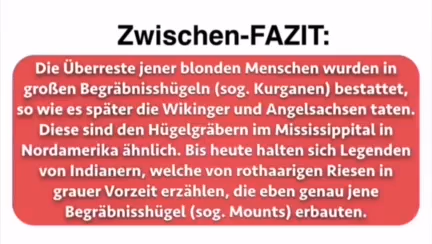 Zwischen-FAZIT:
Die Überreste jener blonden Menschen wurden in
großen Begräbnishügeln (sog. Kurganen) bestattet,
so wie es später die Wikinger und Angelsachsen taten.
Diese sind den Hügelgräbern im Mississippital in
Nordamerika ähnlich. Bis heute halten sich Legenden
von Indianern, welche von rothaarigen Riesen in
grauer Vorzeit erzählen, die eben genau jene
Begräbnishügel (sog. Mounts) erbauten.